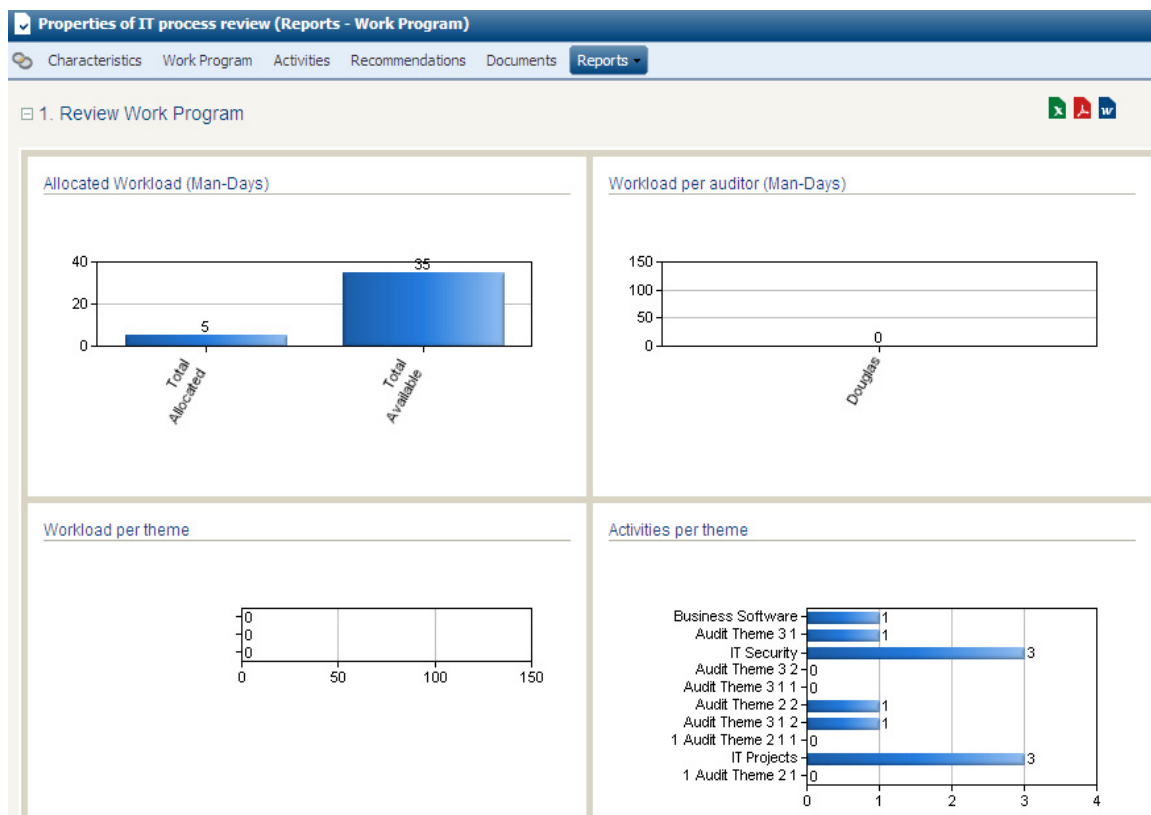 Properties of IT process review (Reports - Work Program)
Characteristics Work Program Activities Recommendations Documents Reports
1. Review Work Program
Allocated Workload (Man-Days)
40
20
0
5
35
Total
Allocated
Total
Available
Workload per auditor (Man-Days)
150
100
50
0
0
Douglas
Workload per theme
0
0
0
0 50 100 150
Activities per theme
Business Software 1
Audit Theme 3 1 1
IT Security 3
Audit Theme 3 2 0
Audit Theme 3 1 1 0
Audit Theme 2 2 1
Audit Theme 3 1 2 1
1 Audit Theme 2 1 1 0
IT Projects 3
1 Audit Theme 2 1 0
0 1 2 3 4